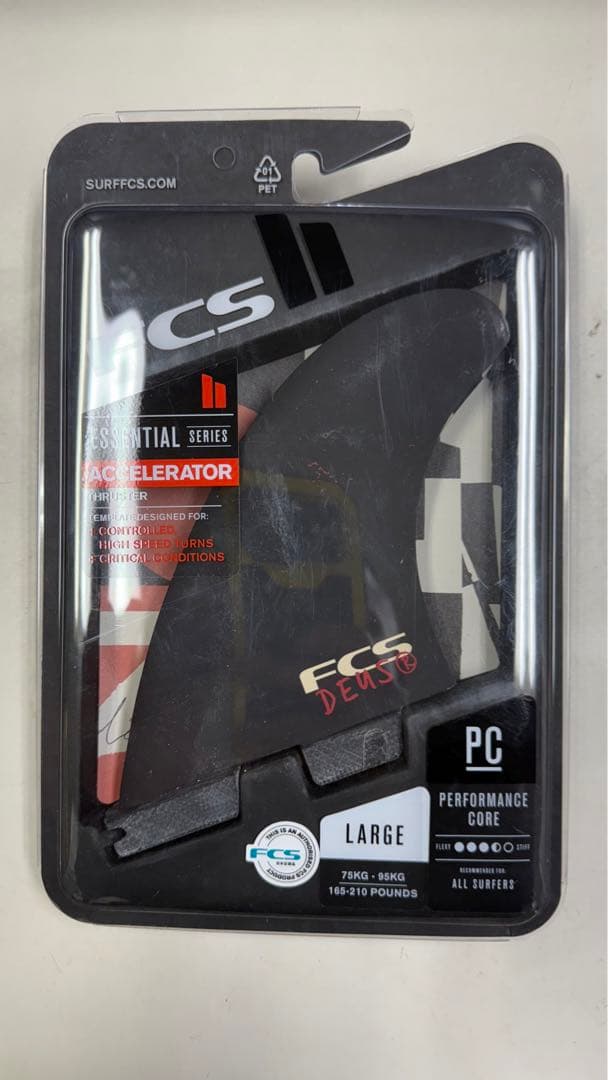 SURFFCS.COM
01
PET
FCS
ESSENTIAL SERIES
ACCELERATOR
THRUSTER
TEMPLATE DESIGNED FOR:
CONTROLLED,
HIGH SPEED TURNS
CRITICAL CONDITIONS
FCS
DEUS®
PC
PERFORMANCE
CORE
FLEXY STIFF
RECOMMENDED FOR:
ALL SURFERS
THIS IS AN AUTHORISED FCS PRODUCT
FCS
LARGE
75KG - 95KG
165-210 POUNDS